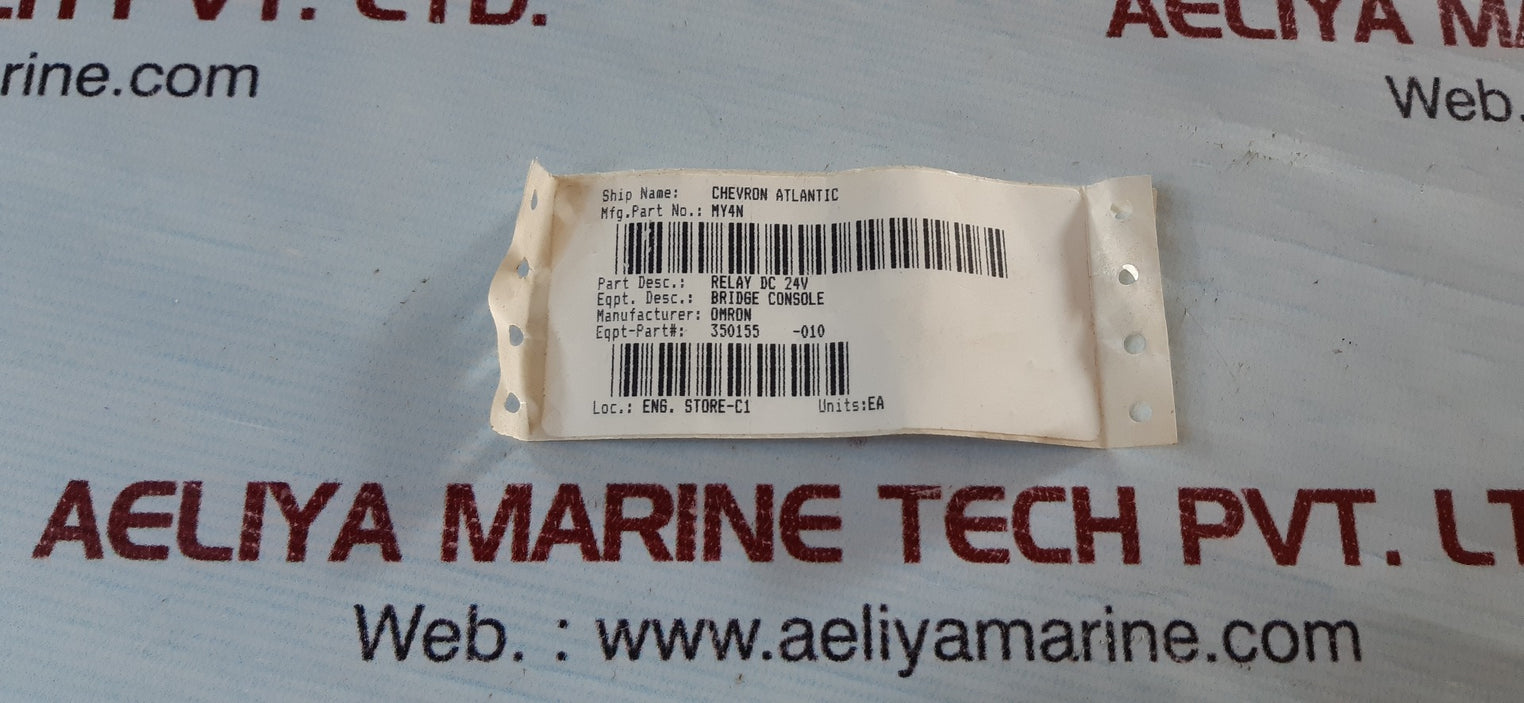 PVT. LTD.
AELIYA
rine.com
Web.
Ship Name: CHEVRON ATLANTIC
Mfg.Part No.: MY4N
Part Desc.: RELAY DC 24V
Eqpt. Desc.: BRIDGE CONSOLE
Manufacturer: OMRON
Eqpt-Part#: 350155 -010
Loc.: ENG. STORE-C1 Units:EA
AELIYA MARINE TECH PVT. LT
Web. : www.aeliyamarine.com